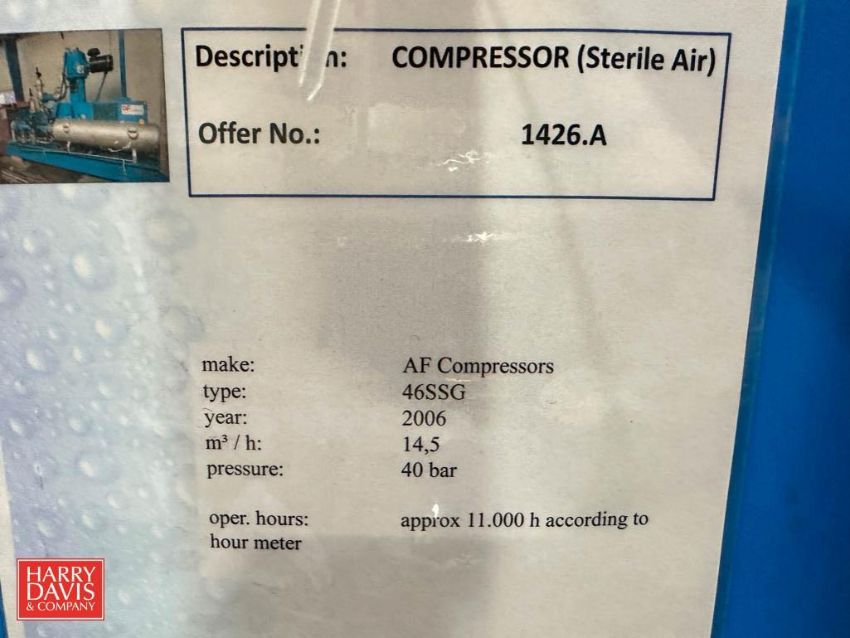 Description: COMPRESSOR (Sterile Air)
Offer No.: 1426.A
make: AF Compressors
type: 46SSG
year: 2006
m³ / h: 14,5
pressure: 40 bar
oper. hours: approx 11.000 h according to
hour meter
HARRY
DAVIS
& COMPANY